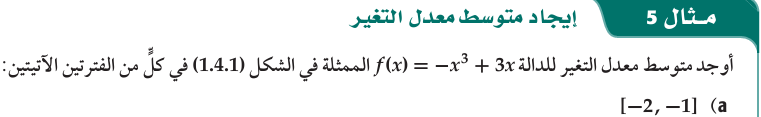 مـثـال 5 إيجاد متوسط معدل التغير
أوجد متوسط معدل التغير للدالة f(x) = −x³ + 3x الممثلة في الشكل (1.4.1) في كلٍّ من الفترتين الآتيتين:
a) [−2, −1]